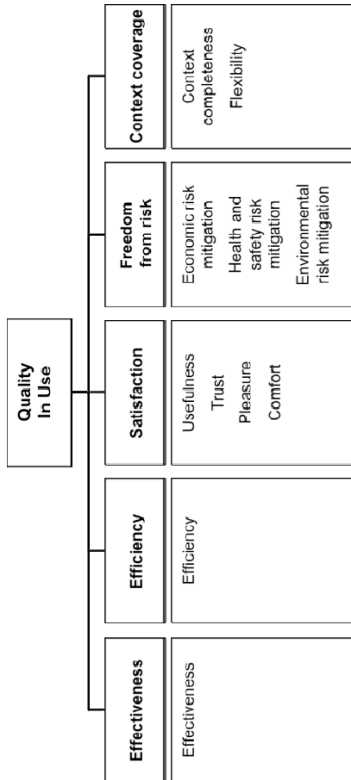 Quality
In Use
Effectiveness
Efficiency
Satisfaction
Freedom
from risk
Context coverage
Effectiveness
Efficiency
Usefulness
Trust
Pleasure
Comfort
Economic risk
mitigation
Health and
safety risk
mitigation
Environmental
risk mitigation
Context
completeness
Flexibility